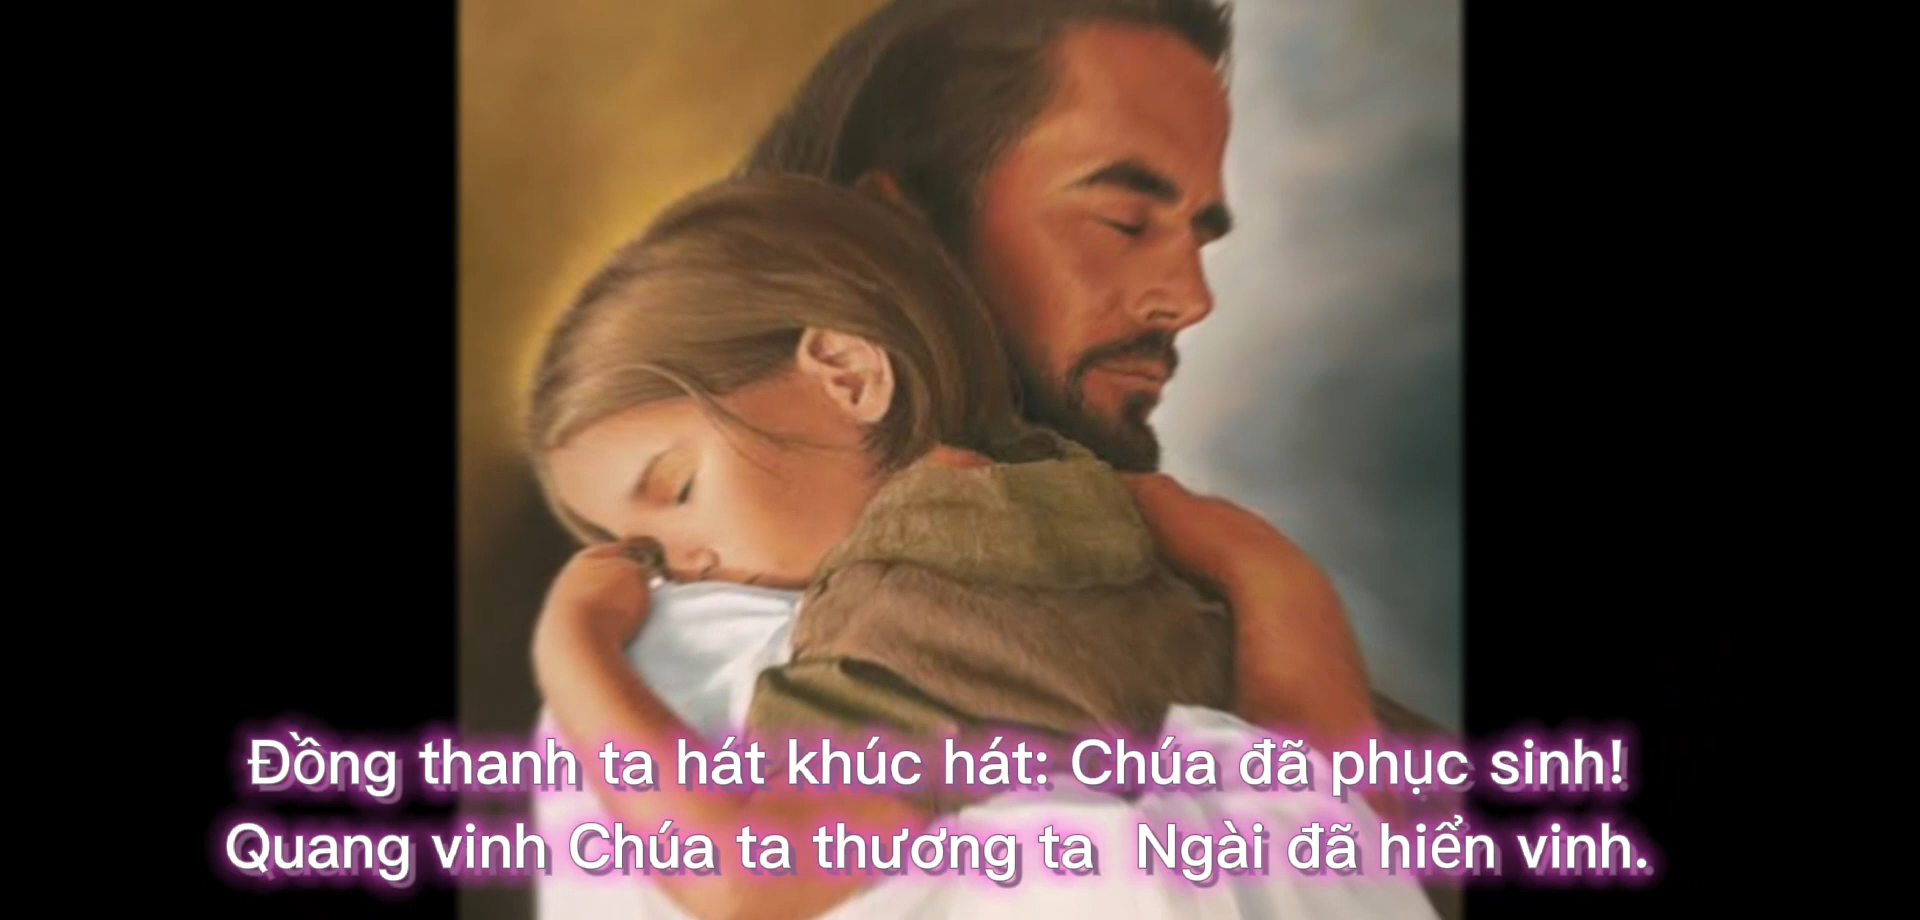 Đồng thanh ta hát khúc hát: Chúa đã phục sinh!
Quang vinh Chúa ta thương ta Ngài đã hiển vinh.